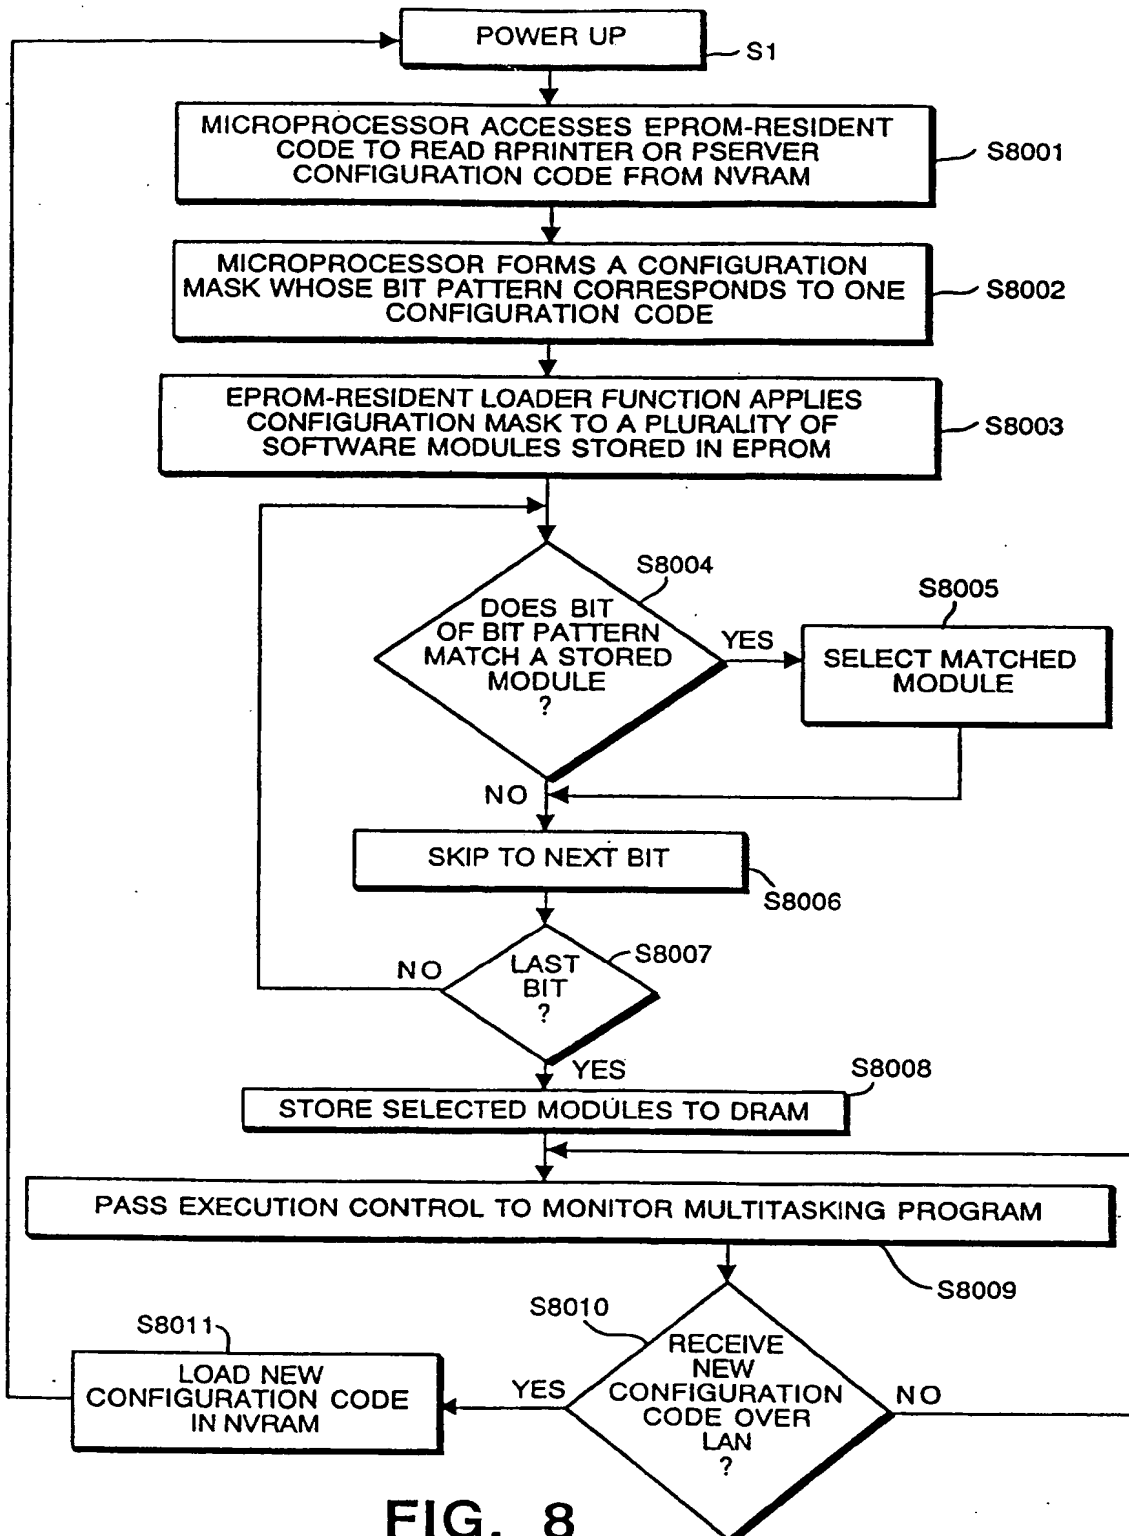 POWER UP
S1
MICROPROCESSOR ACCESSES EPROM-RESIDENT
CODE TO READ RPRINTER OR PSERVER
CONFIGURATION CODE FROM NVRAM
S8001
MICROPROCESSOR FORMS A CONFIGURATION
MASK WHOSE BIT PATTERN CORRESPONDS TO ONE
CONFIGURATION CODE
S8002
EPROM-RESIDENT LOADER FUNCTION APPLIES
CONFIGURATION MASK TO A PLURALITY OF
SOFTWARE MODULES STORED IN EPROM
S8003
S8004
DOES BIT
OF BIT PATTERN
MATCH A STORED
MODULE
?
YES
S8005
SELECT MATCHED
MODULE
NO
SKIP TO NEXT BIT
S8006
S8007
LAST
BIT
?
NO
YES
S8008
STORE SELECTED MODULES TO DRAM
PASS EXECUTION CONTROL TO MONITOR MULTITASKING PROGRAM
S8009
S8010
RECEIVE
NEW
CONFIGURATION
CODE OVER
LAN
?
YES
NO
S8011
LOAD NEW
CONFIGURATION CODE
IN NVRAM
FIG. 8